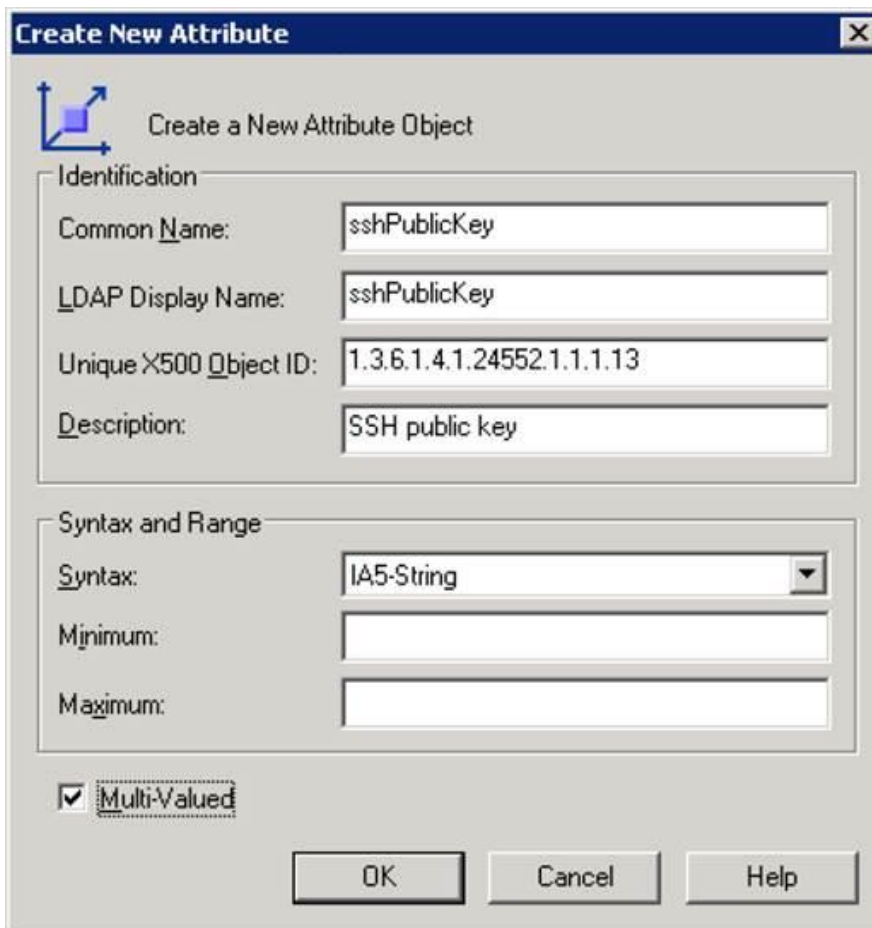 Create New Attribute
Create a New Attribute Object
Identification
Common Name: sshPublicKey
LDAP Display Name: sshPublicKey
Unique X500 Object ID: 1.3.6.1.4.1.24552.1.1.1.13
Description: SSH public key
Syntax and Range
Syntax: IA5-String
Minimum:
Maximum:
Multi-Valued
OK Cancel Help